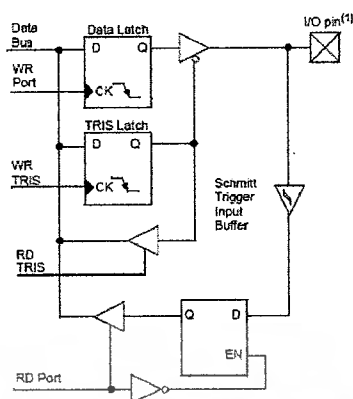 Data Bus
Data Latch
I/O pin(1)
D
Q
WR Port
CK
TRIS Latch
D
Q
WR TRIS
CK
Schmitt Trigger Input Buffer
RD TRIS
Q
D
EN
RD Port